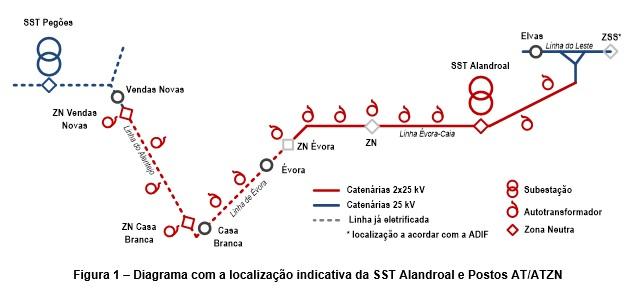 SST Pegões
Vendas Novas
ZN Vendas
Novas
Linha do Alentejo
ZN Casa
Branca
Casa
Branca
Linha de Évora
Évora
ZN Évora
ZN
Linha Évora-Caia
SST Alandroal
Elvas
Linha do Leste
ZSS*
Catenárias 2x25 kV
Catenárias 25 kV
Linha já eletrificada
* localização a acordar com a ADIF
Subestação
Autotransformador
Zona Neutra
Figura 1 – Diagrama com a localização indicativa da SST Alandroal e Postos AT/ATZN